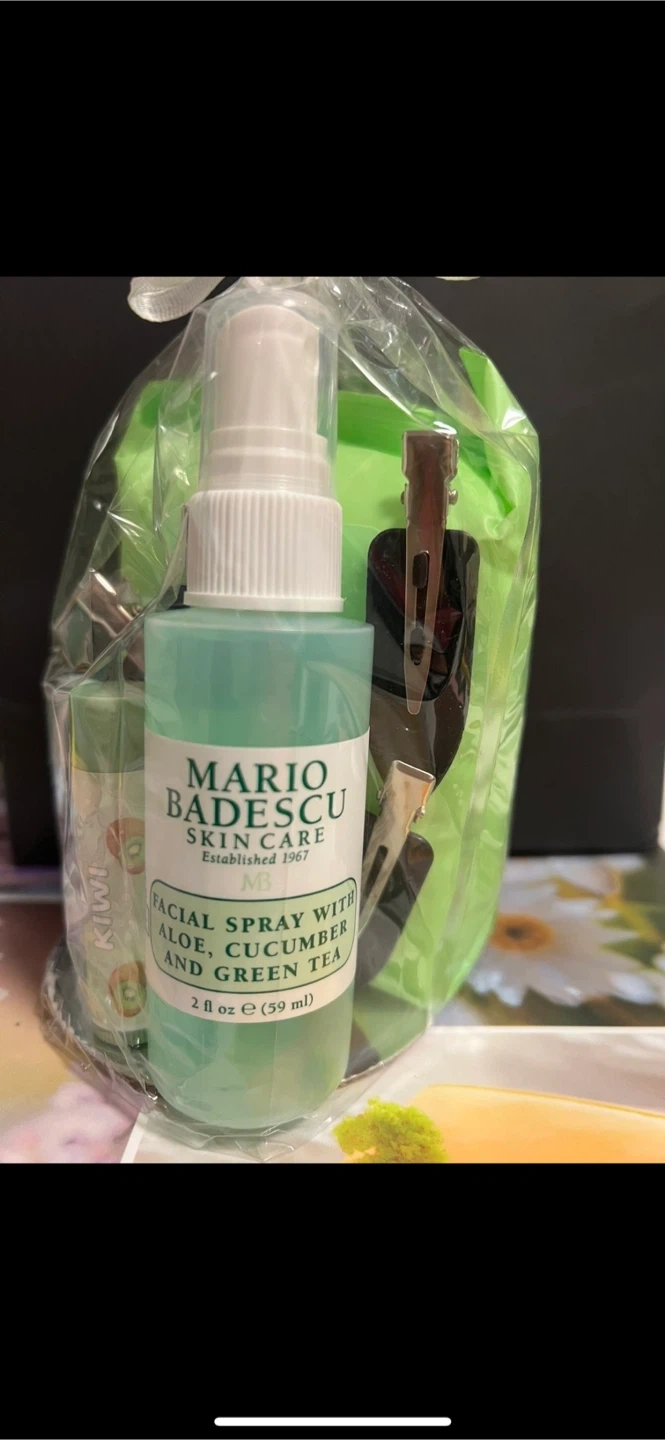 MARIO
BADESCU
SKIN CARE
Established 1967
MB
FACIAL SPRAY WITH
ALOE, CUCUMBER
AND GREEN TEA
2 fl oz ℮ (59 ml)
KIWI